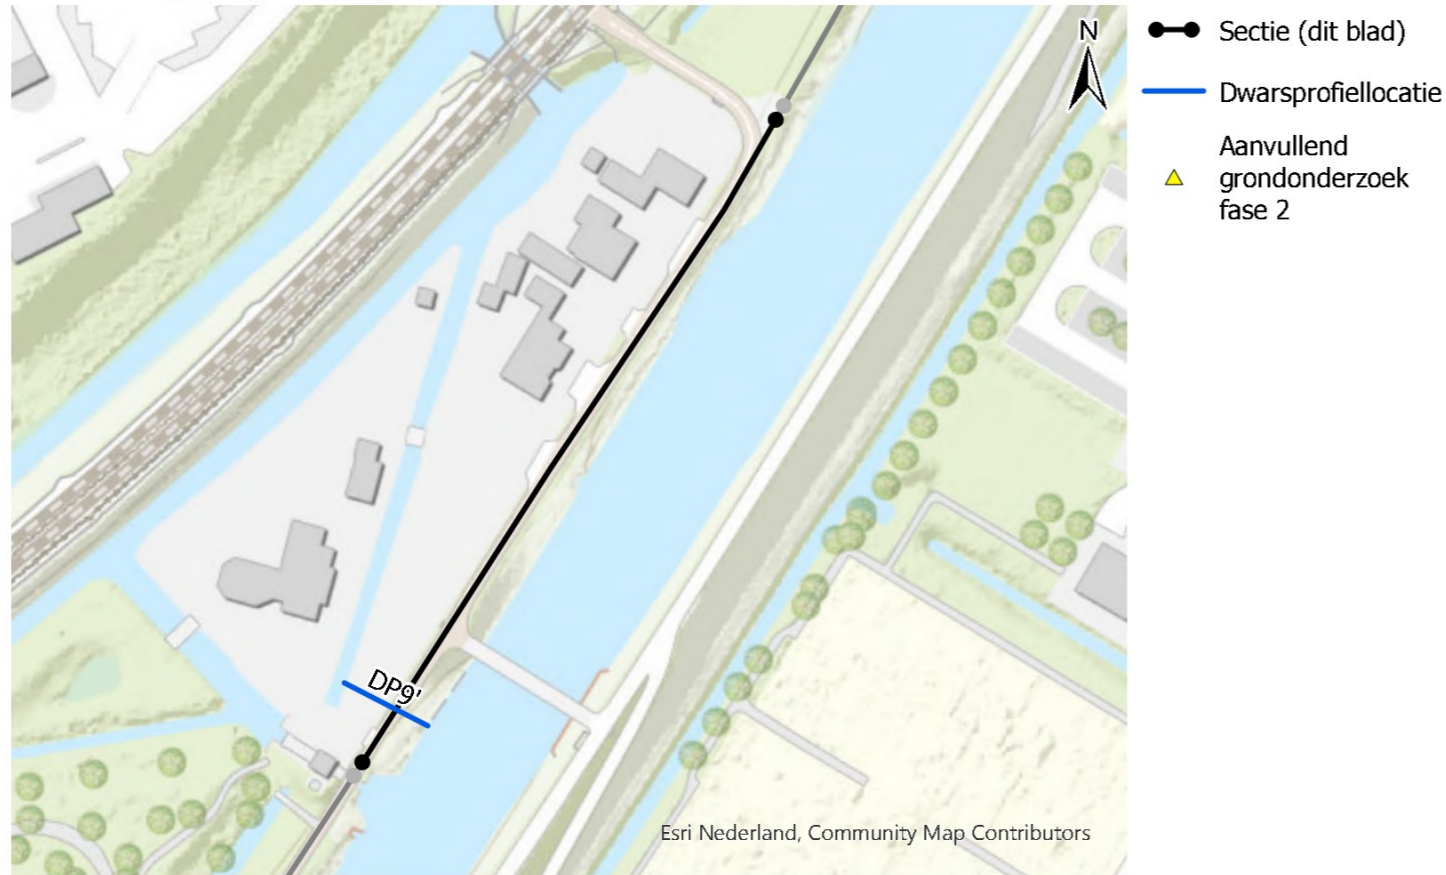 N
Sectie (dit blad)
Dwarsprofiellocatie
Aanvullend
grondonderzoek
fase 2
DP9'
Esri Nederland, Community Map Contributors